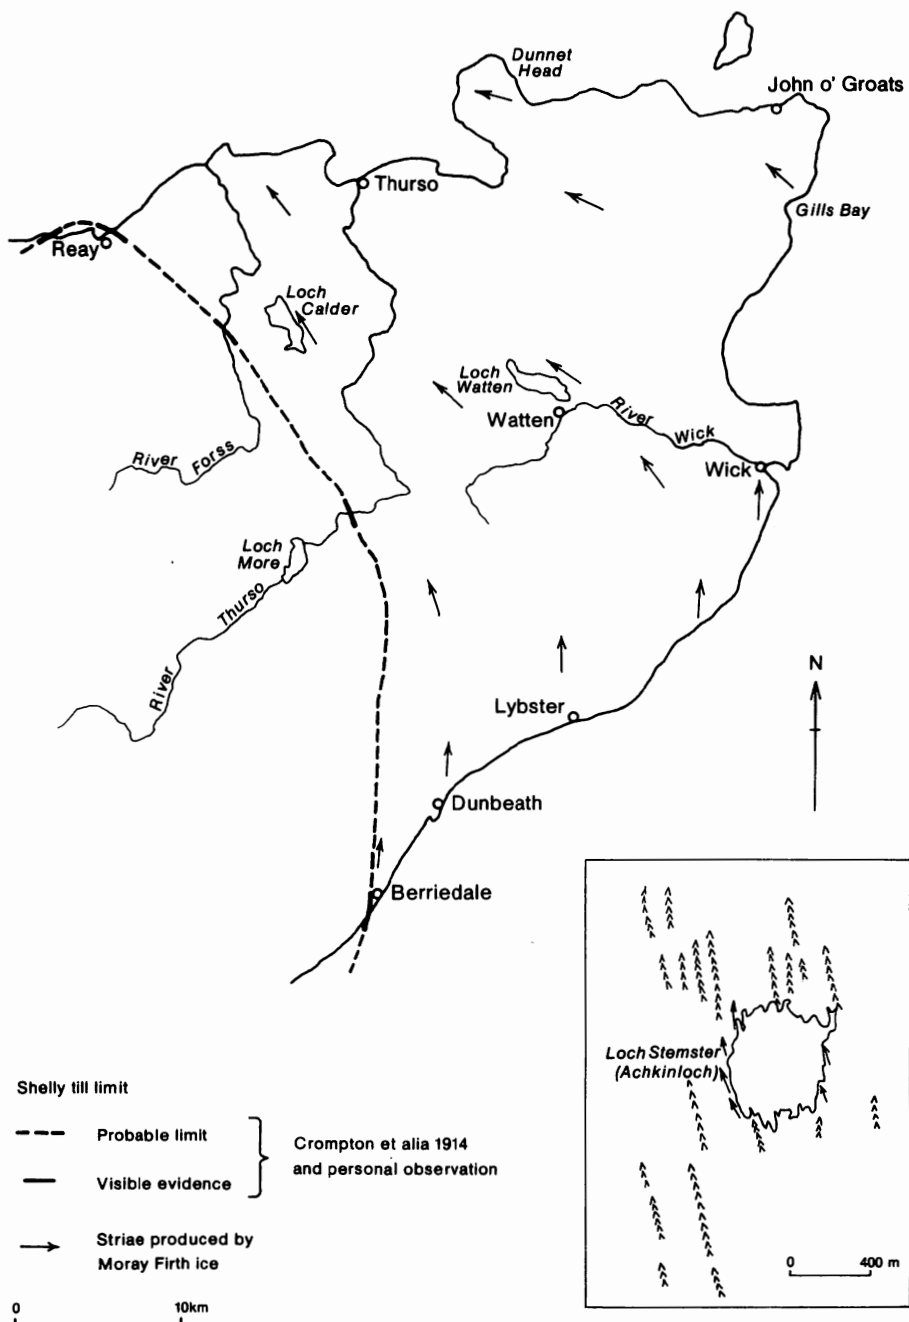 Dunnet
Head
John o' Groats
Thurso
Gills Bay
Reay
Loch
Calder
Loch
Watten
Watten
River
Wick
Wick
River
Forss
Loch
More
Thurso
River
N
Lybster
Dunbeath
Berriedale
Loch Stemster
(Achkinloch)
0 400 m
Shelly till limit
Probable limit
Visible evidence
Crompton et alia 1914
and personal observation
Striae produced by
Moray Firth ice
0 10km